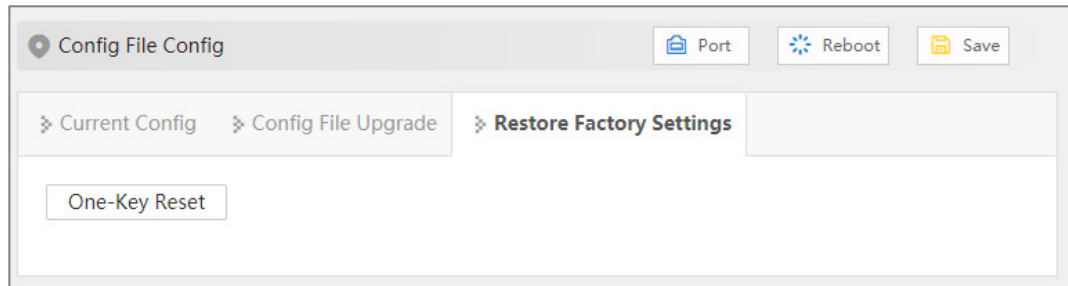 Config File Config Port Reboot Save
Current Config Config File Upgrade Restore Factory Settings
One-Key Reset